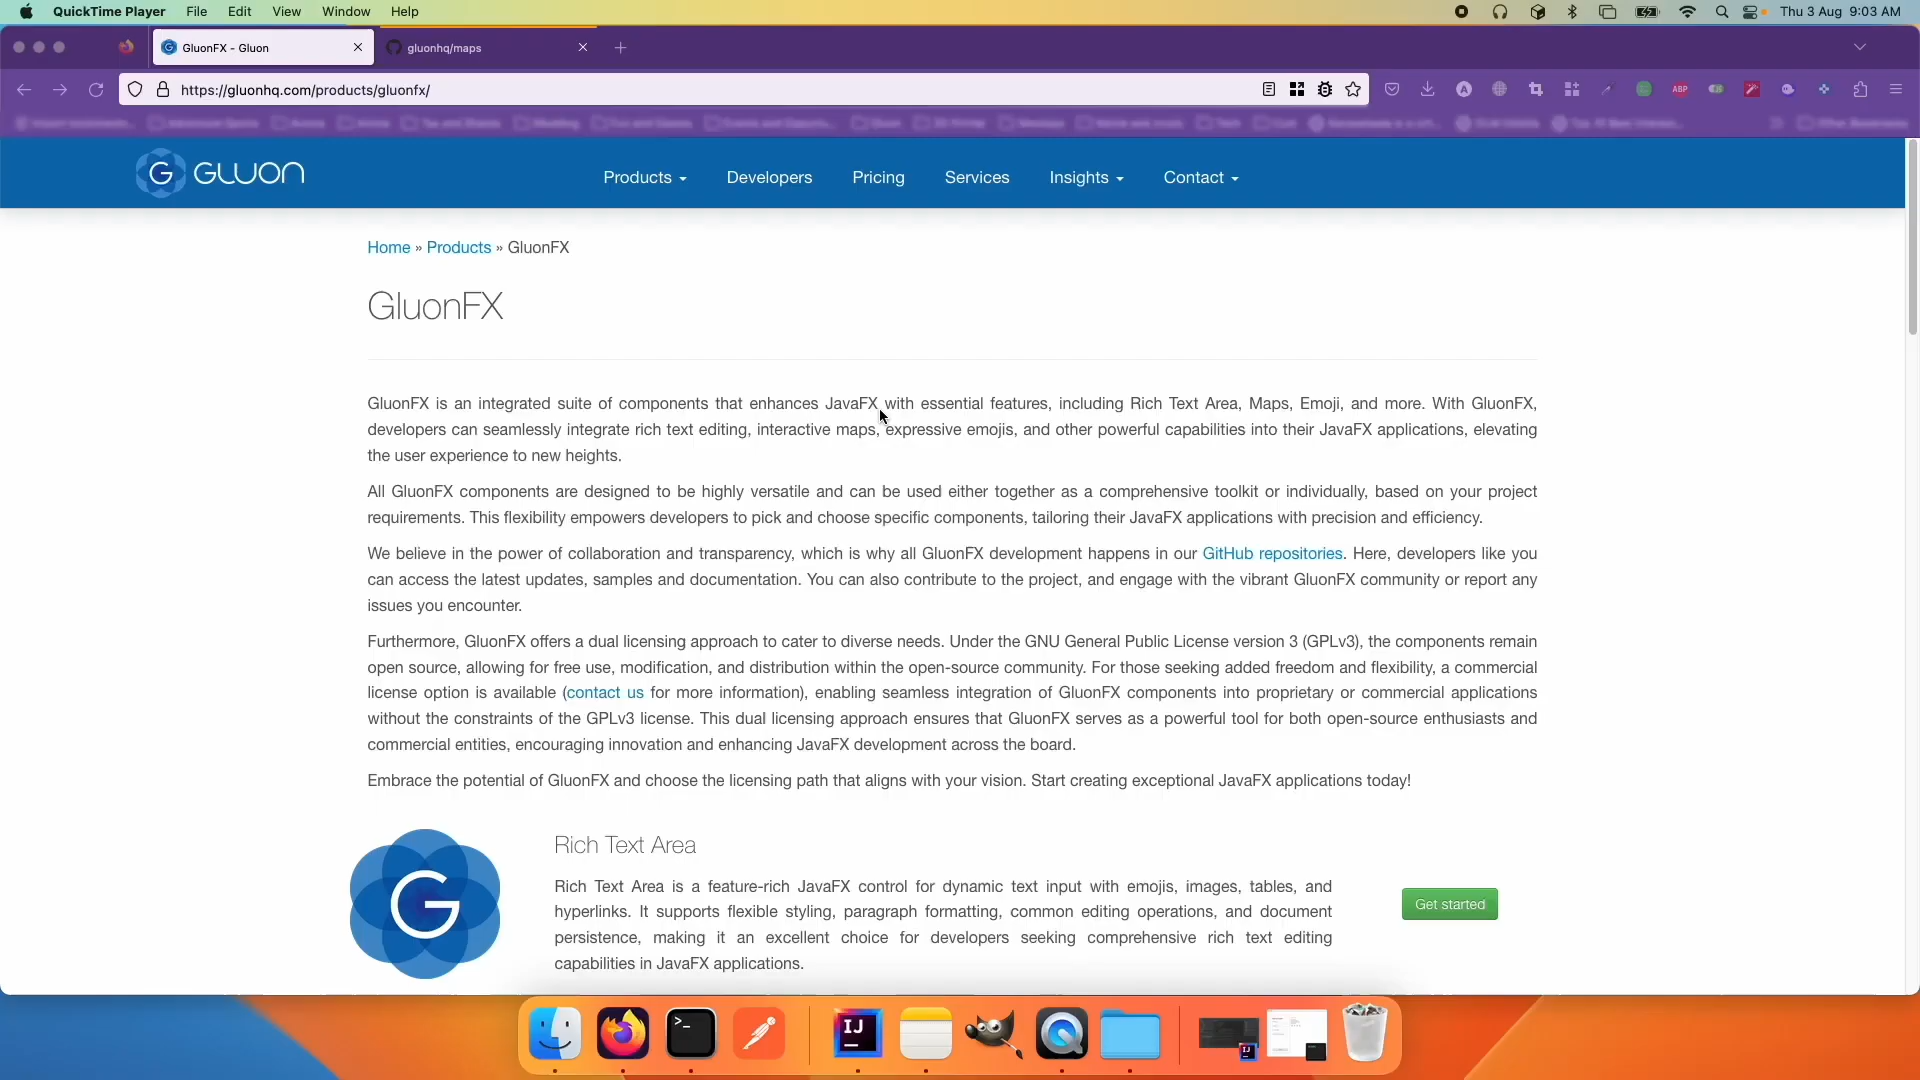 QuickTime Player File Edit View Window Help Thu 3 Aug 9:03 AM
GluonFX - Gluon gluonhq/maps
https://gluonhq.com/products/gluonfx/ ABP
G GLUON Products Developers Pricing Services Insights Contact
Home » Products » GluonFX
GluonFX
GluonFX is an integrated suite of components that enhances JavaFX with essential features, including Rich Text Area, Maps, Emoji, and more. With GluonFX,
developers can seamlessly integrate rich text editing, interactive maps, expressive emojis, and other powerful capabilities into their JavaFX applications, elevating
the user experience to new heights.
All GluonFX components are designed to be highly versatile and can be used either together as a comprehensive toolkit or individually, based on your project
requirements. This flexibility empowers developers to pick and choose specific components, tailoring their JavaFX applications with precision and efficiency.
We believe in the power of collaboration and transparency, which is why all GluonFX development happens in our GitHub repositories. Here, developers like you
can access the latest updates, samples and documentation. You can also contribute to the project, and engage with the vibrant GluonFX community or report any
issues you encounter.
Furthermore, GluonFX offers a dual licensing approach to cater to diverse needs. Under the GNU General Public License version 3 (GPLv3), the components remain
open source, allowing for free use, modification, and distribution within the open-source community. For those seeking added freedom and flexibility, a commercial
license option is available (contact us for more information), enabling seamless integration of GluonFX components into proprietary or commercial applications
without the constraints of the GPLv3 license. This dual licensing approach ensures that GluonFX serves as a powerful tool for both open-source enthusiasts and
commercial entities, encouraging innovation and enhancing JavaFX development across the board.
Embrace the potential of GluonFX and choose the licensing path that aligns with your vision. Start creating exceptional JavaFX applications today!
G
Rich Text Area
Rich Text Area is a feature-rich JavaFX control for dynamic text input with emojis, images, tables, and
hyperlinks. It supports flexible styling, paragraph formatting, common editing operations, and document
persistence, making it an excellent choice for developers seeking comprehensive rich text editing
capabilities in JavaFX applications.
Get started
IJ